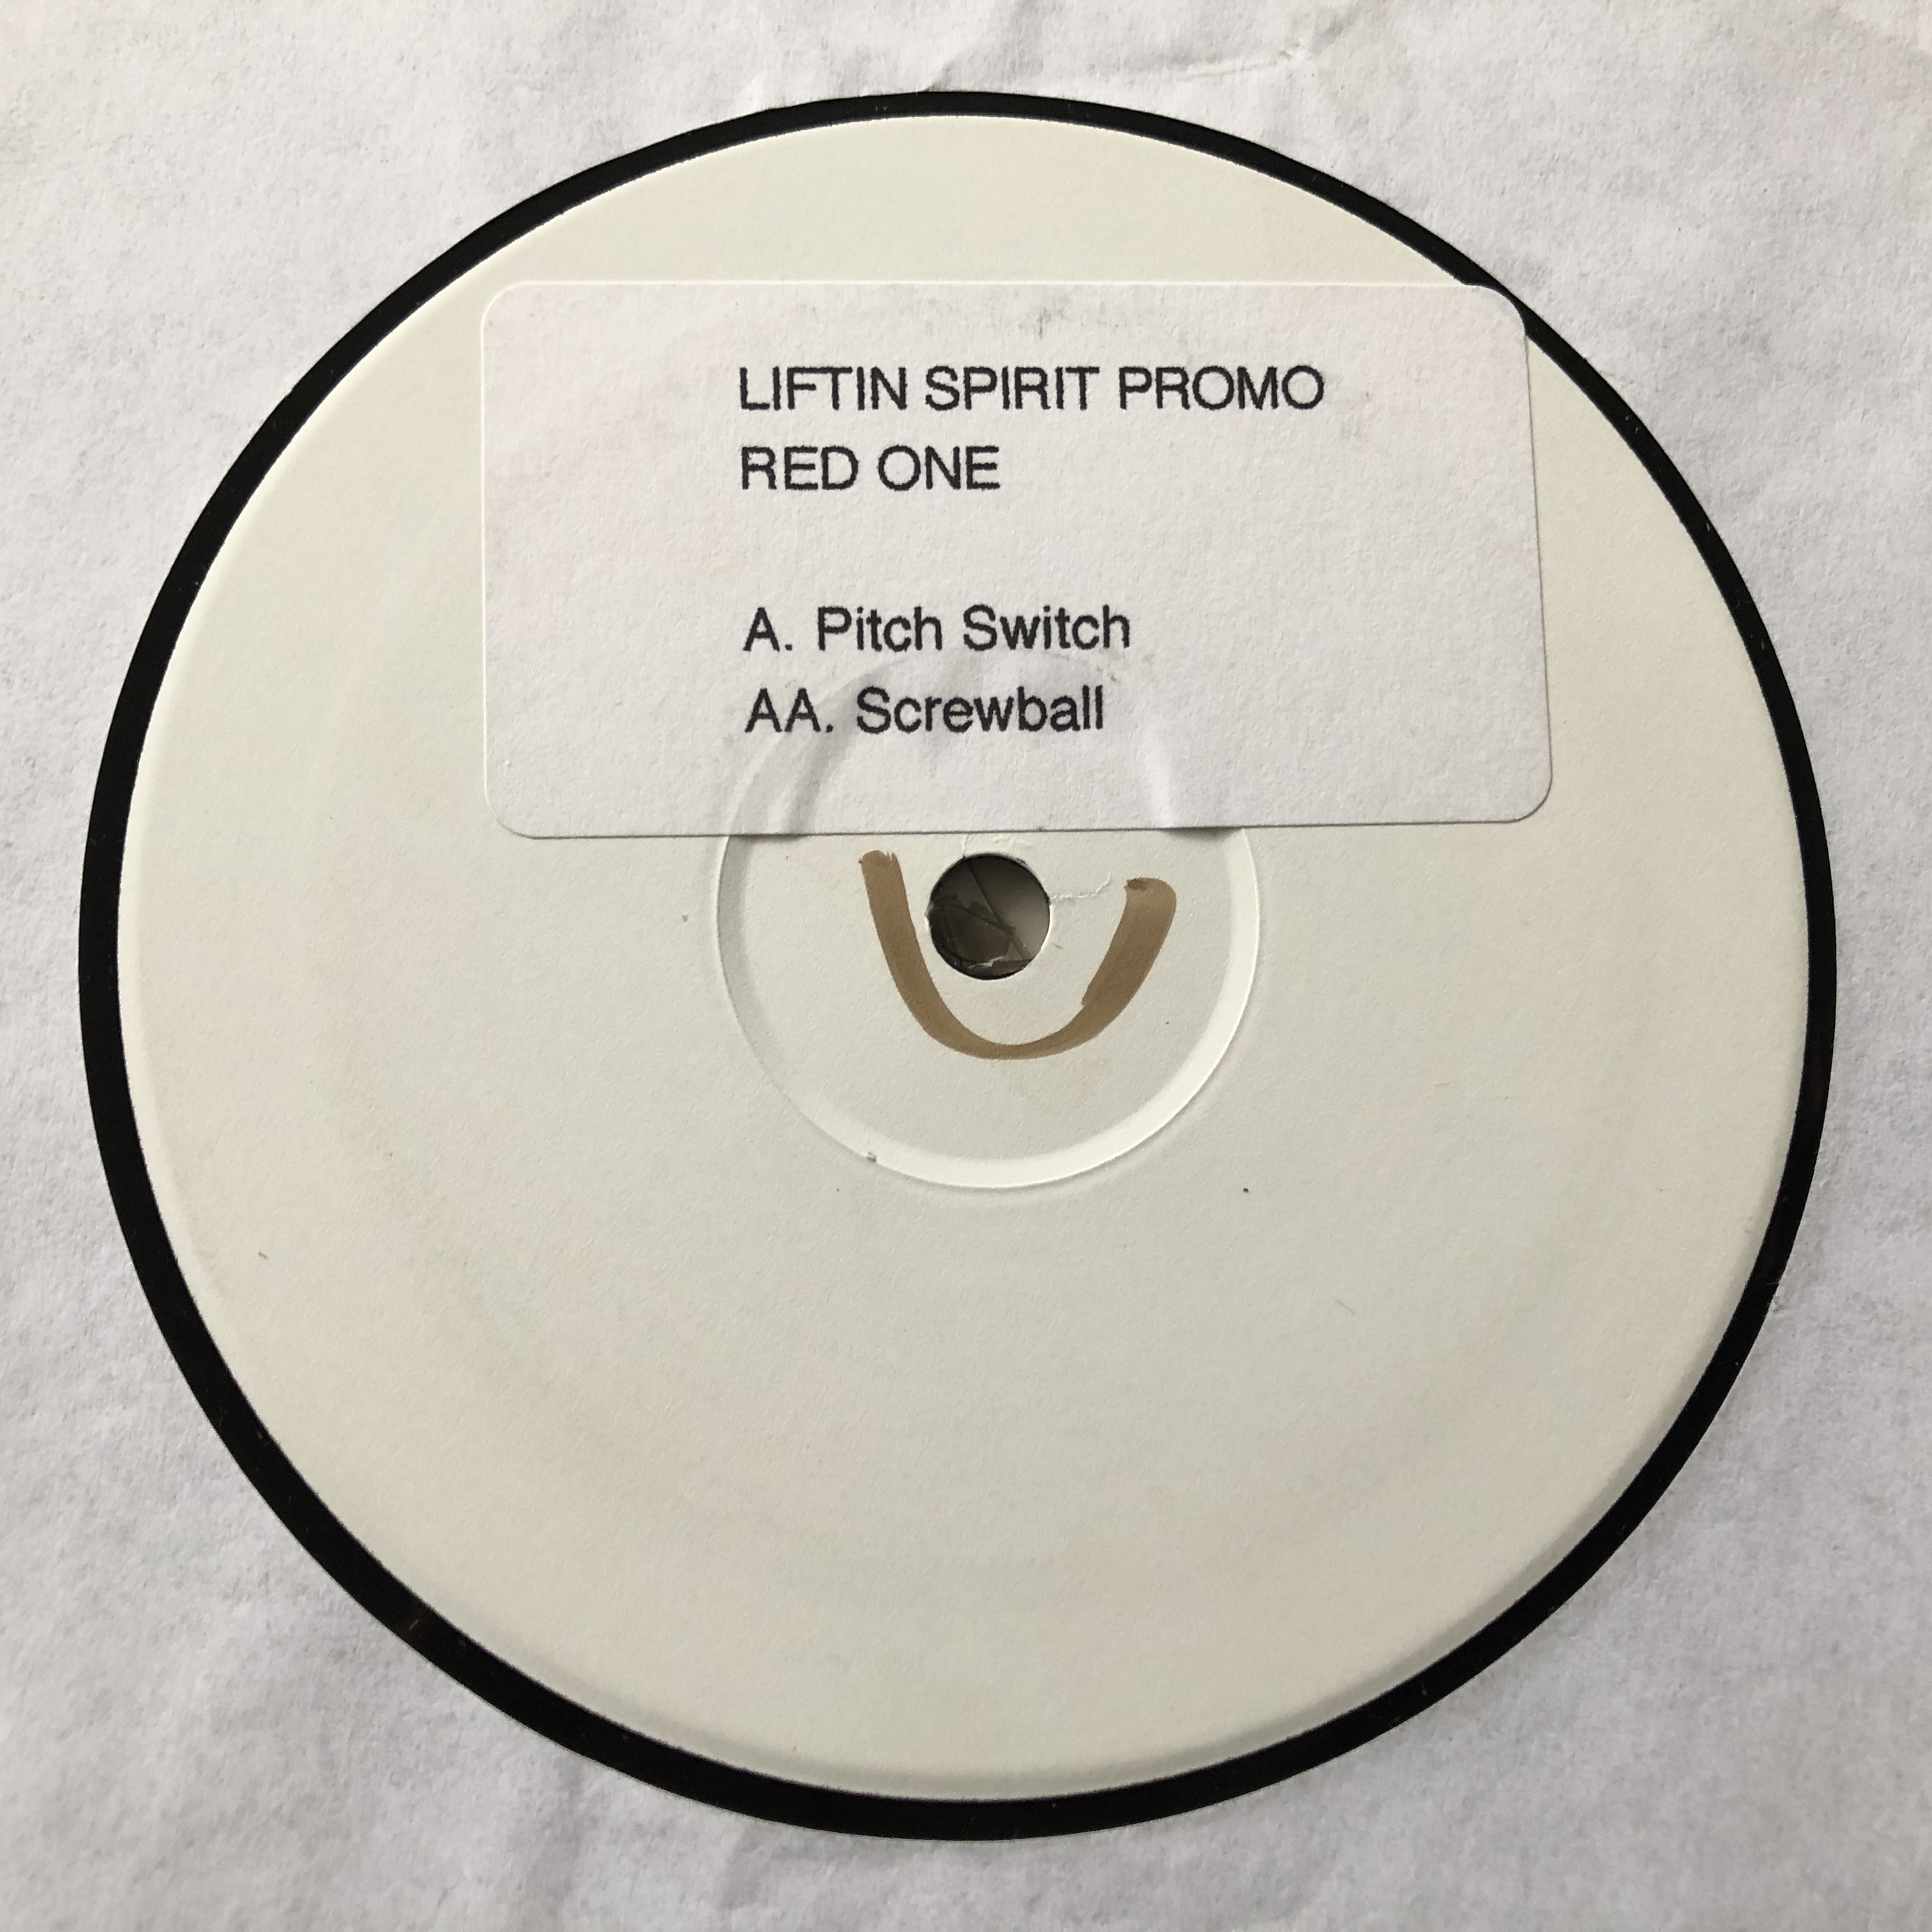 LIFTIN SPIRIT PROMO
RED ONE
A. Pitch Switch
AA. Screwball